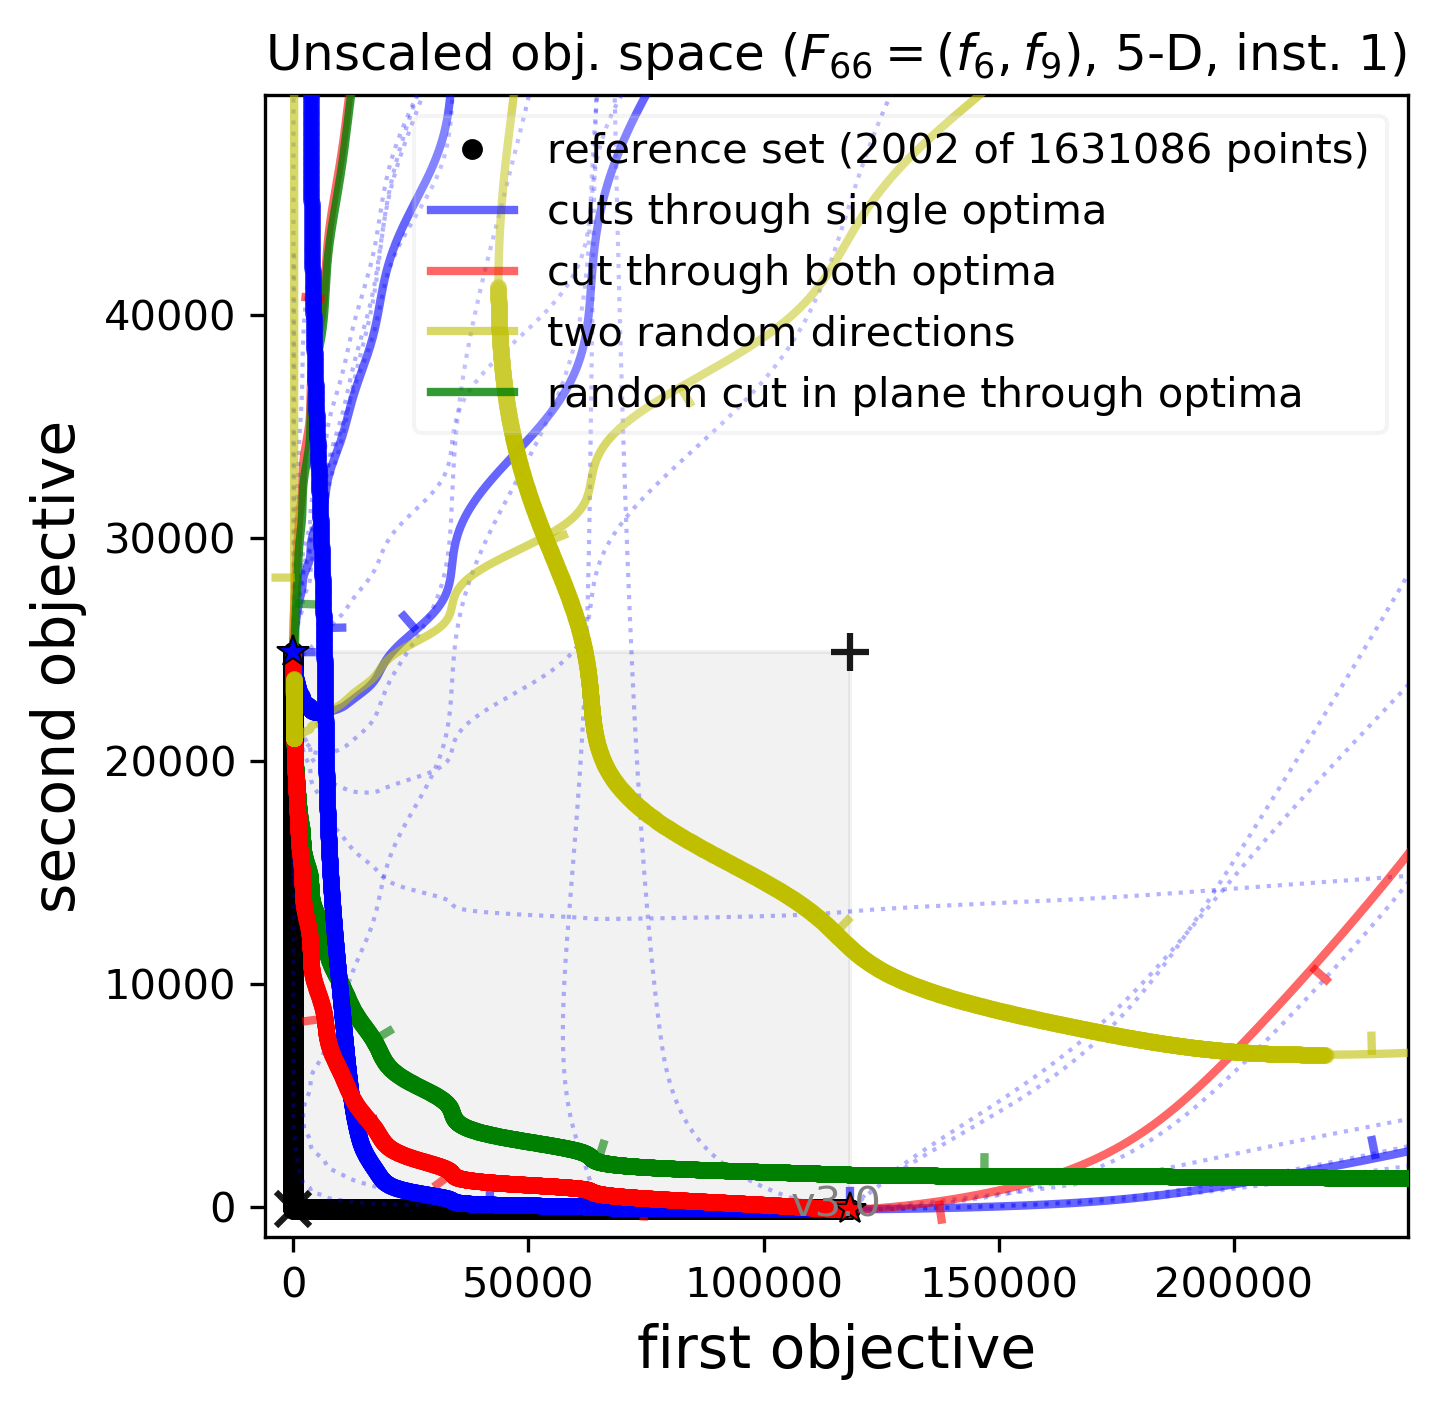 Unscaled obj. space (F₆₆ = (f₆, f₉), 5-D, inst. 1)
reference set (2002 of 1631086 points)
cuts through single optima
cut through both optima
two random directions
random cut in plane through optima
second objective
40000
30000
20000
10000
0
v3.0
0 50000 100000 150000 200000
first objective